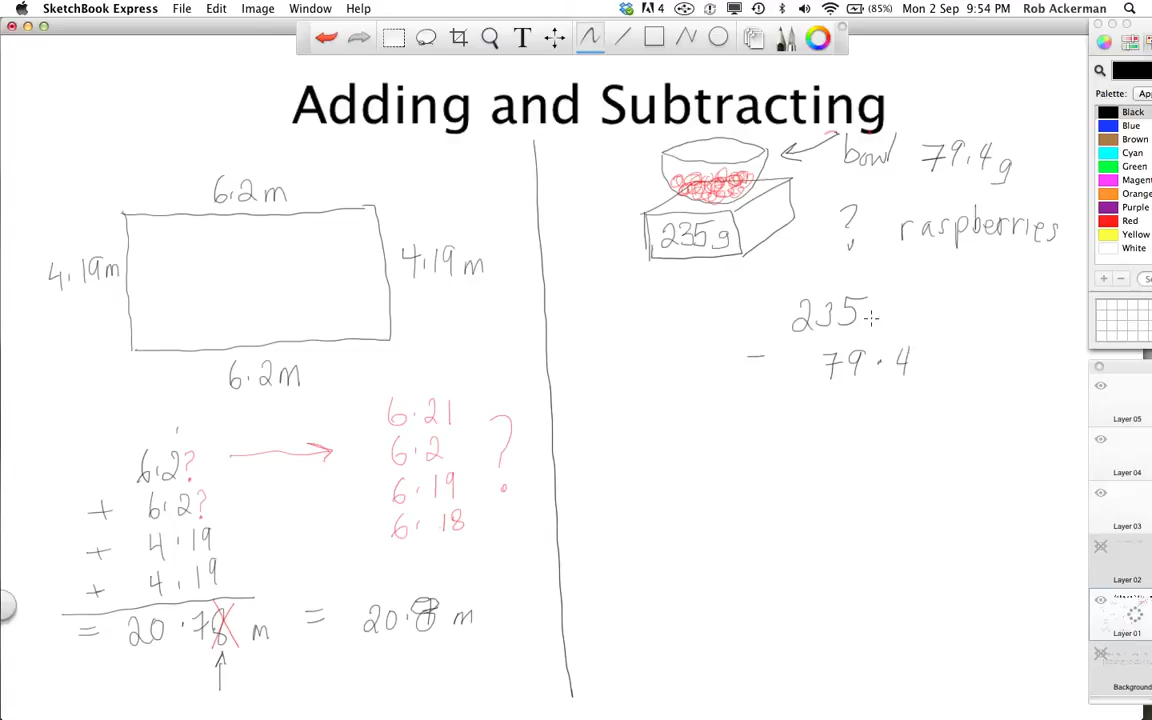 SketchBook Express File Edit Image Window Help 4 (85%) Mon 2 Sep 9:54 PM Rob Ackerman
T
Adding and Subtracting
6.2m
4.19m
4.19m
6.2m
6.2?
+ 6.2?
+ 4.19
+ 4.19
= 20.78 m = 20.8 m
6.21
6.2
6.19
6.18
?
bowl 79.4g
235g
? raspberries
235
- 79.4
Palette: Ap
Black
Blue
Brown
Cyan
Green
Magent
Orange
Purple
Red
Yellow
White
+ - Se
Layer 05
Layer 04
Layer 03
Layer 02
Layer 01
Background